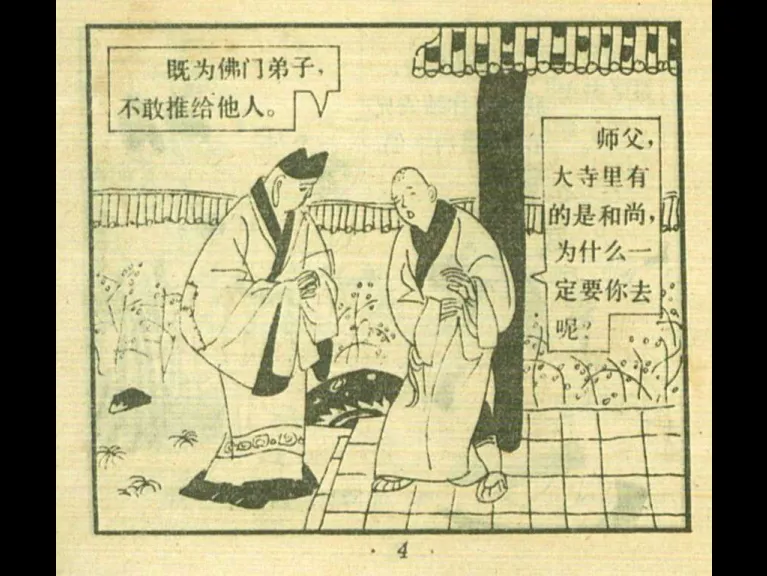 既为佛门弟子，
不敢推给他人。
师父，
大寺里有
的是和尚，
为什么一
定要你去
呢？
· 4 ·